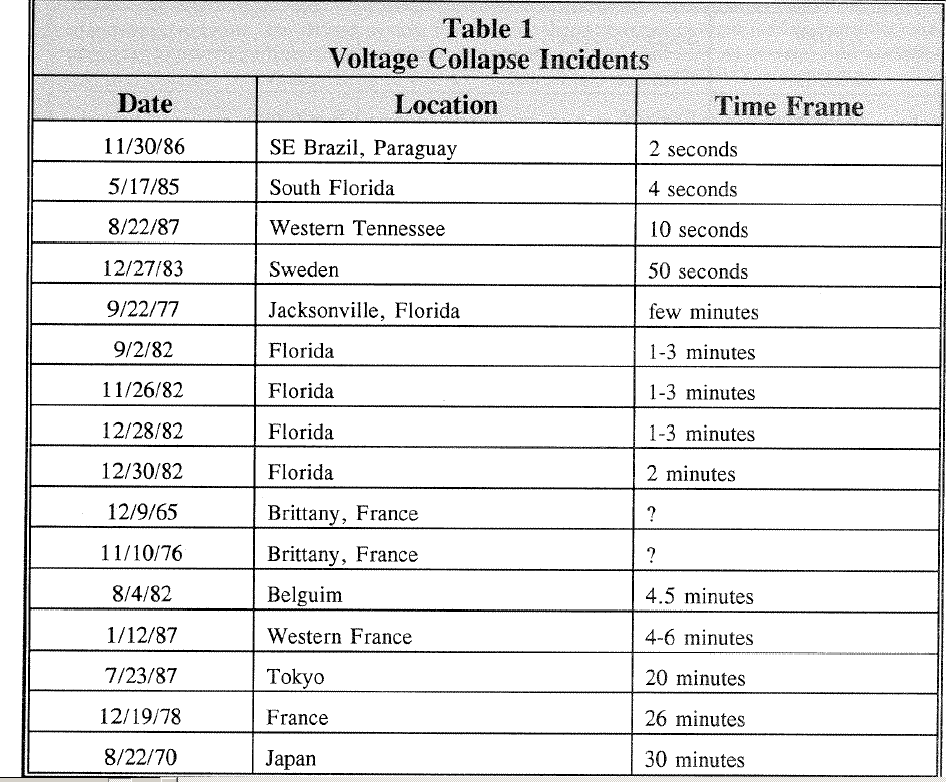 Table 1
Voltage Collapse Incidents
Date Location Time Frame
11/30/86 SE Brazil, Paraguay 2 seconds
5/17/85 South Florida 4 seconds
8/22/87 Western Tennessee 10 seconds
12/27/83 Sweden 50 seconds
9/22/77 Jacksonville, Florida few minutes
9/2/82 Florida 1-3 minutes
11/26/82 Florida 1-3 minutes
12/28/82 Florida 1-3 minutes
12/30/82 Florida 2 minutes
12/9/65 Brittany, France ?
11/10/76 Brittany, France ?
8/4/82 Belguim 4.5 minutes
1/12/87 Western France 4-6 minutes
7/23/87 Tokyo 20 minutes
12/19/78 France 26 minutes
8/22/70 Japan 30 minutes